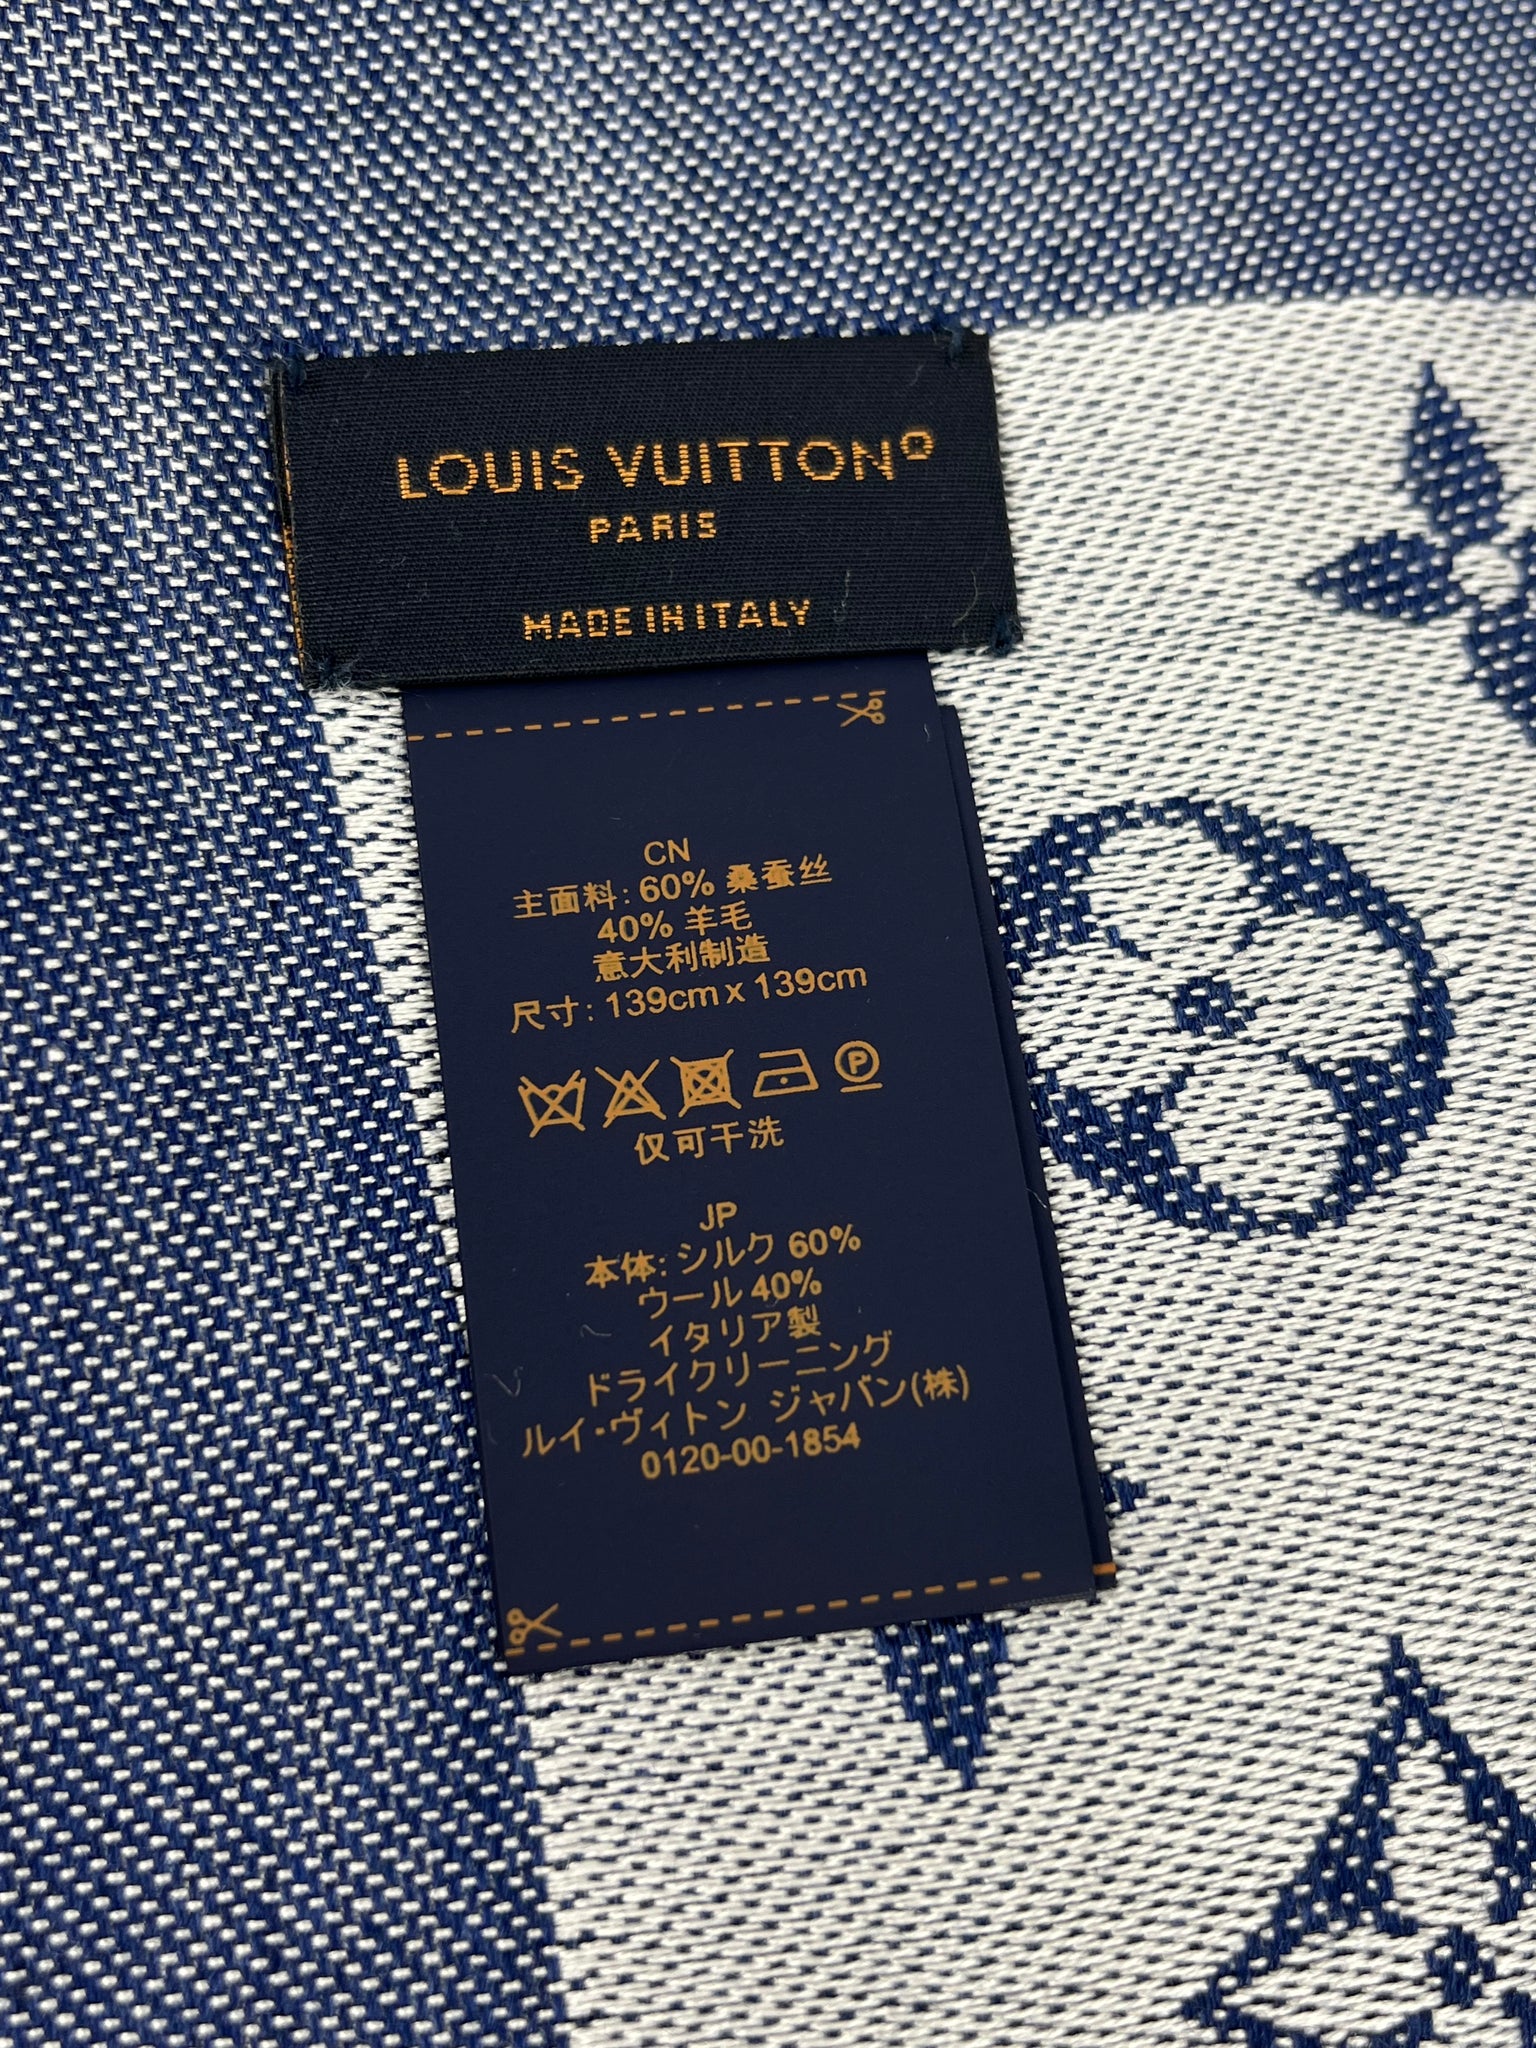 LOUIS VUITTON®
PARIS
MADE IN ITALY
CN
主面料: 60% 桑蚕丝
40% 羊毛
意大利制造
尺寸: 139cm x 139cm
P
仅可干洗
JP
本体: シルク 60%
ウール 40%
イタリア製
ドライクリーニング
ルイ・ヴィトン ジャパン(株)
0120-00-1854